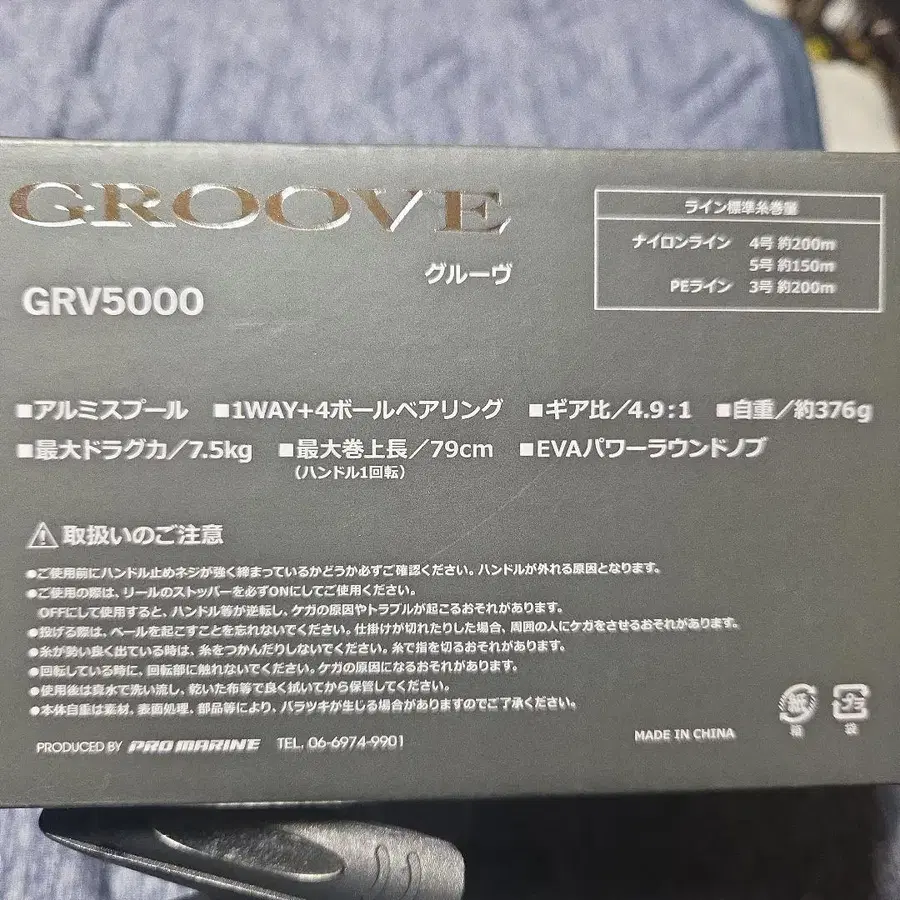 GROOVE
グルーヴ
GRV5000
ライン標準糸巻量
ナイロンライン 4号 約200m
5号 約150m
PEライン 3号 約200m
■アルミスプール ■1WAY+4ボールベアリング ■ギア比/4.9:1 ■自重/約376g
■最大ドラグ力/7.5kg ■最大巻上長/79cm ■EVAパワーラウンドノブ
(ハンドル1回転)
取扱いのご注意
●ご使用前にハンドル止めネジが強く締まっているかどうか必ずご確認ください。ハンドルが外れる原因となります。
●ご使用の際は、リールのストッパーを必ずONにしてご使用ください。
OFFにして使用すると、ハンドル等が逆転し、ケガの原因やトラブルが起こるおそれがあります。
●投げる際は、ベールを起こすことを忘れないでください。仕掛けが切れたりした場合、周囲の人にケガをさせるおそれがあります。
●糸が勢い良く出ている時は、糸をつかんだりしないでください。糸で指を切るおそれがあります。
●回転している時に、回転部に触れないでください。ケガの原因になるおそれがあります。
●使用後は真水で洗い流し、乾いた布等で良く拭いてから保管してください。
●本体自重は素材、表面処理、部品等により、バラツキが生じる場合がありますのでご了承ください。
紙 プラ
箱 袋
PRODUCED BY PRO MARINE TEL. 06-6974-9901
MADE IN CHINA